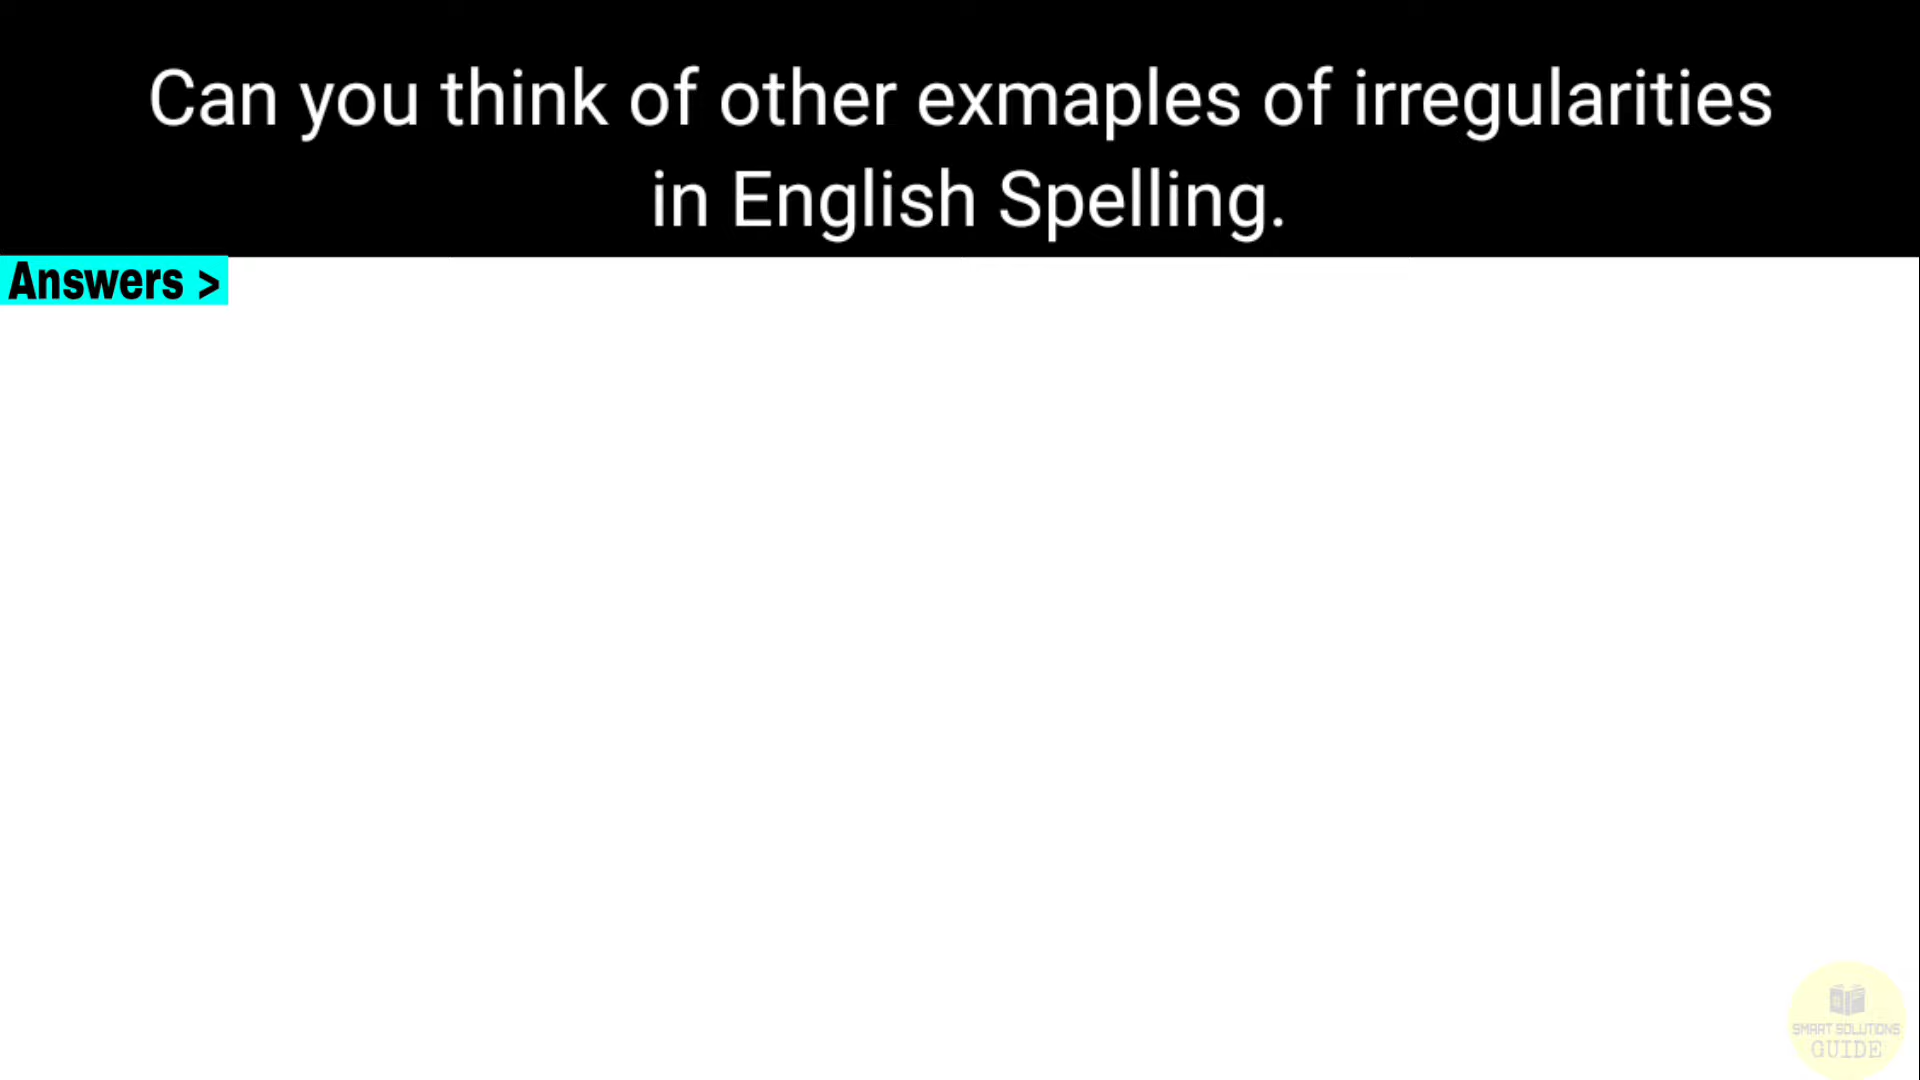 Can you think of other exmaples of irregularities
in English Spelling.
Answers >
SMART SOLUTIONS
GUIDE